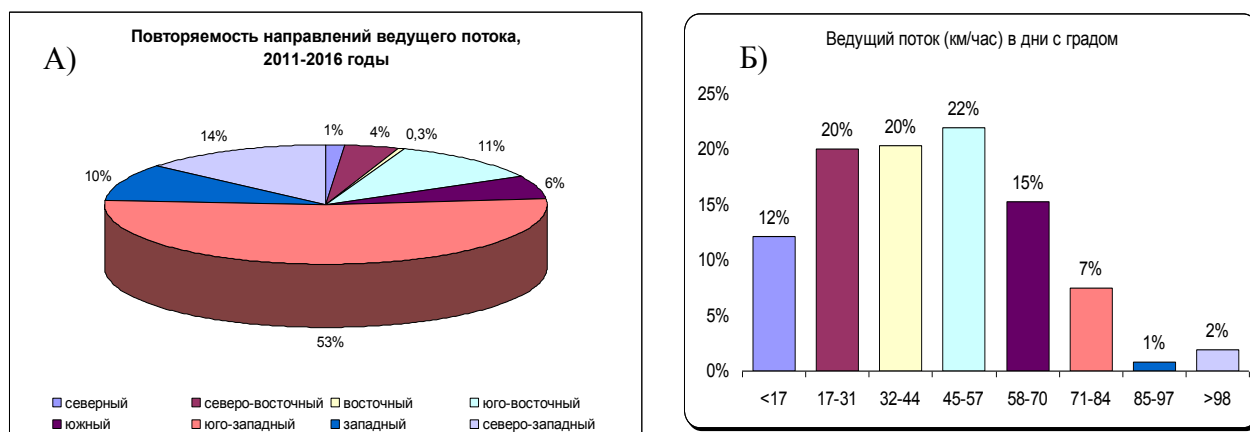 А)
Повторяемость направлений ведущего потока,
2011-2016 годы
1%
4%
0,3%
11%
6%
53%
10%
14%
северный
северо-восточный
восточный
юго-восточный
южный
юго-западный
западный
северо-западный
Б)
Ведущий поток (км/час) в дни с градом
25%
20%
15%
10%
5%
0%
12%
20%
20%
22%
15%
7%
1%
2%
<17 17-31 32-44 45-57 58-70 71-84 85-97 >98